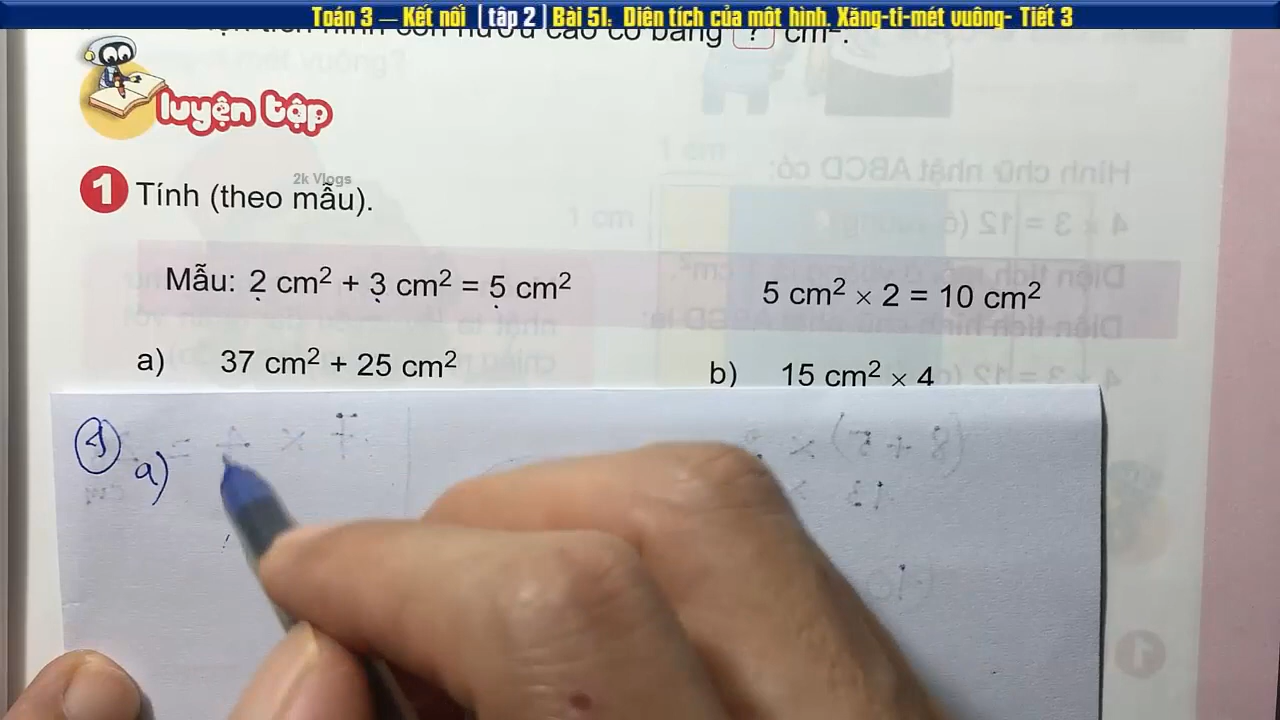 Toán 3 – Kết nối (tập 2) Bài 51: Diện tích của một hình. Xăng-ti-mét vuông- Tiết 3
bằng ? cm².
luyện tập
2k Vlogs
1 Tính (theo mẫu).
Mẫu: 2 cm² + 3 cm² = 5 cm² 5 cm² × 2 = 10 cm²
a) 37 cm² + 25 cm² b) 15 cm² × 4
1
a)